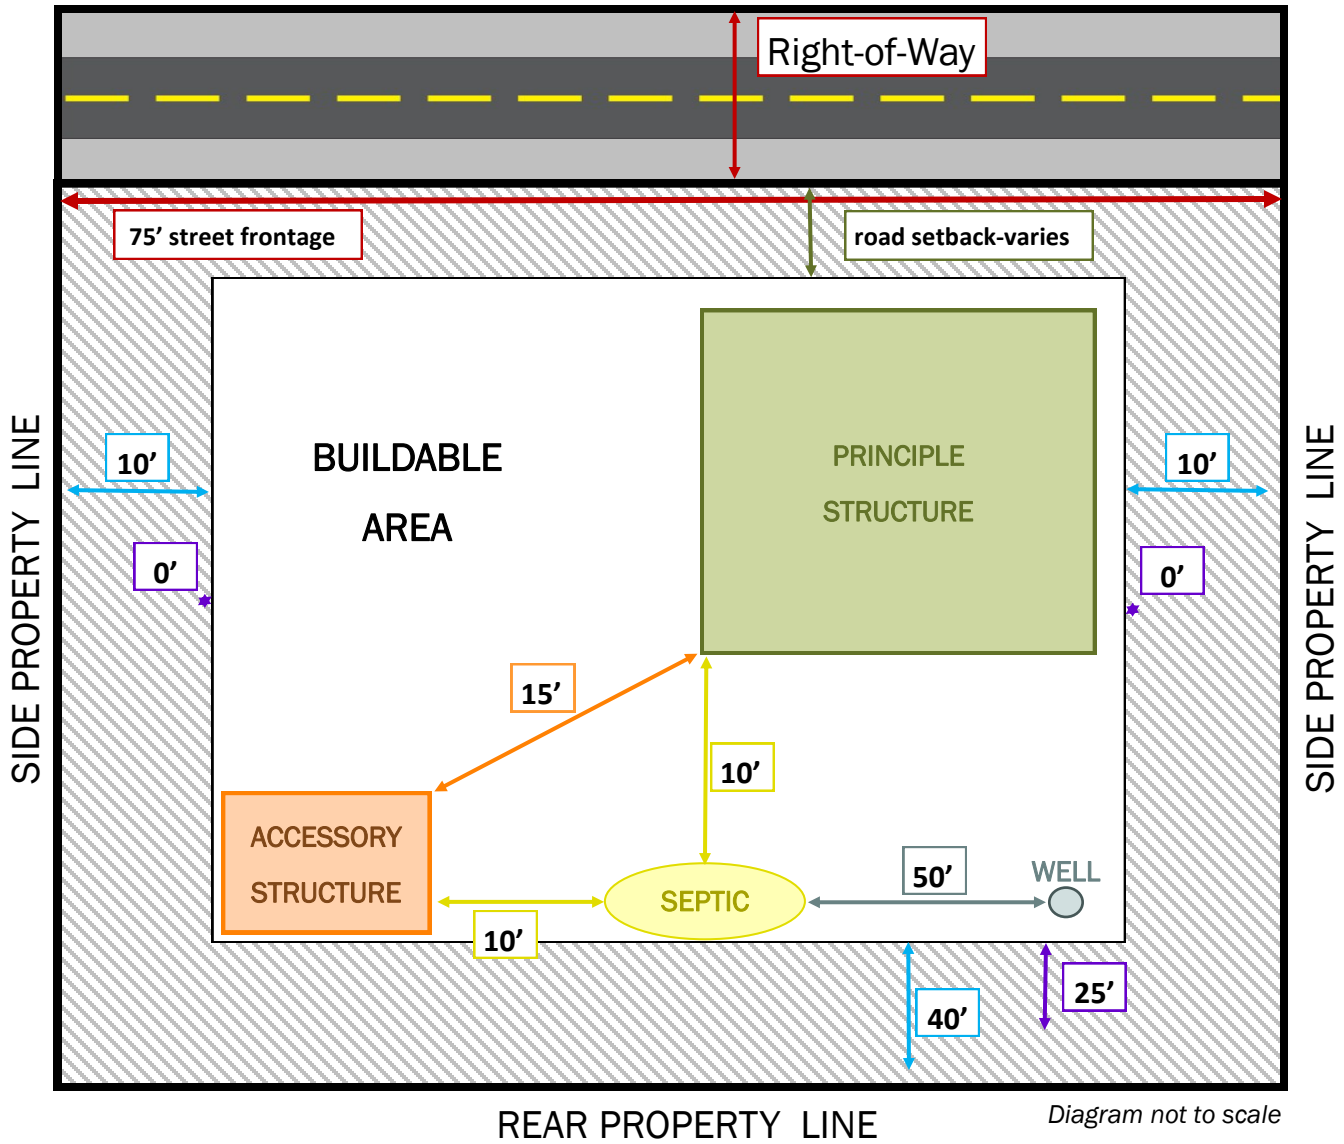 Right-of-Way
75’ street frontage
road setback-varies
SIDE PROPERTY LINE
10’
0’
BUILDABLE
AREA
PRINCIPLE
STRUCTURE
10’
0’
SIDE PROPERTY LINE
15’
10’
ACCESSORY
STRUCTURE
10’
SEPTIC
50’
WELL
40’
25’
REAR PROPERTY LINE
Diagram not to scale